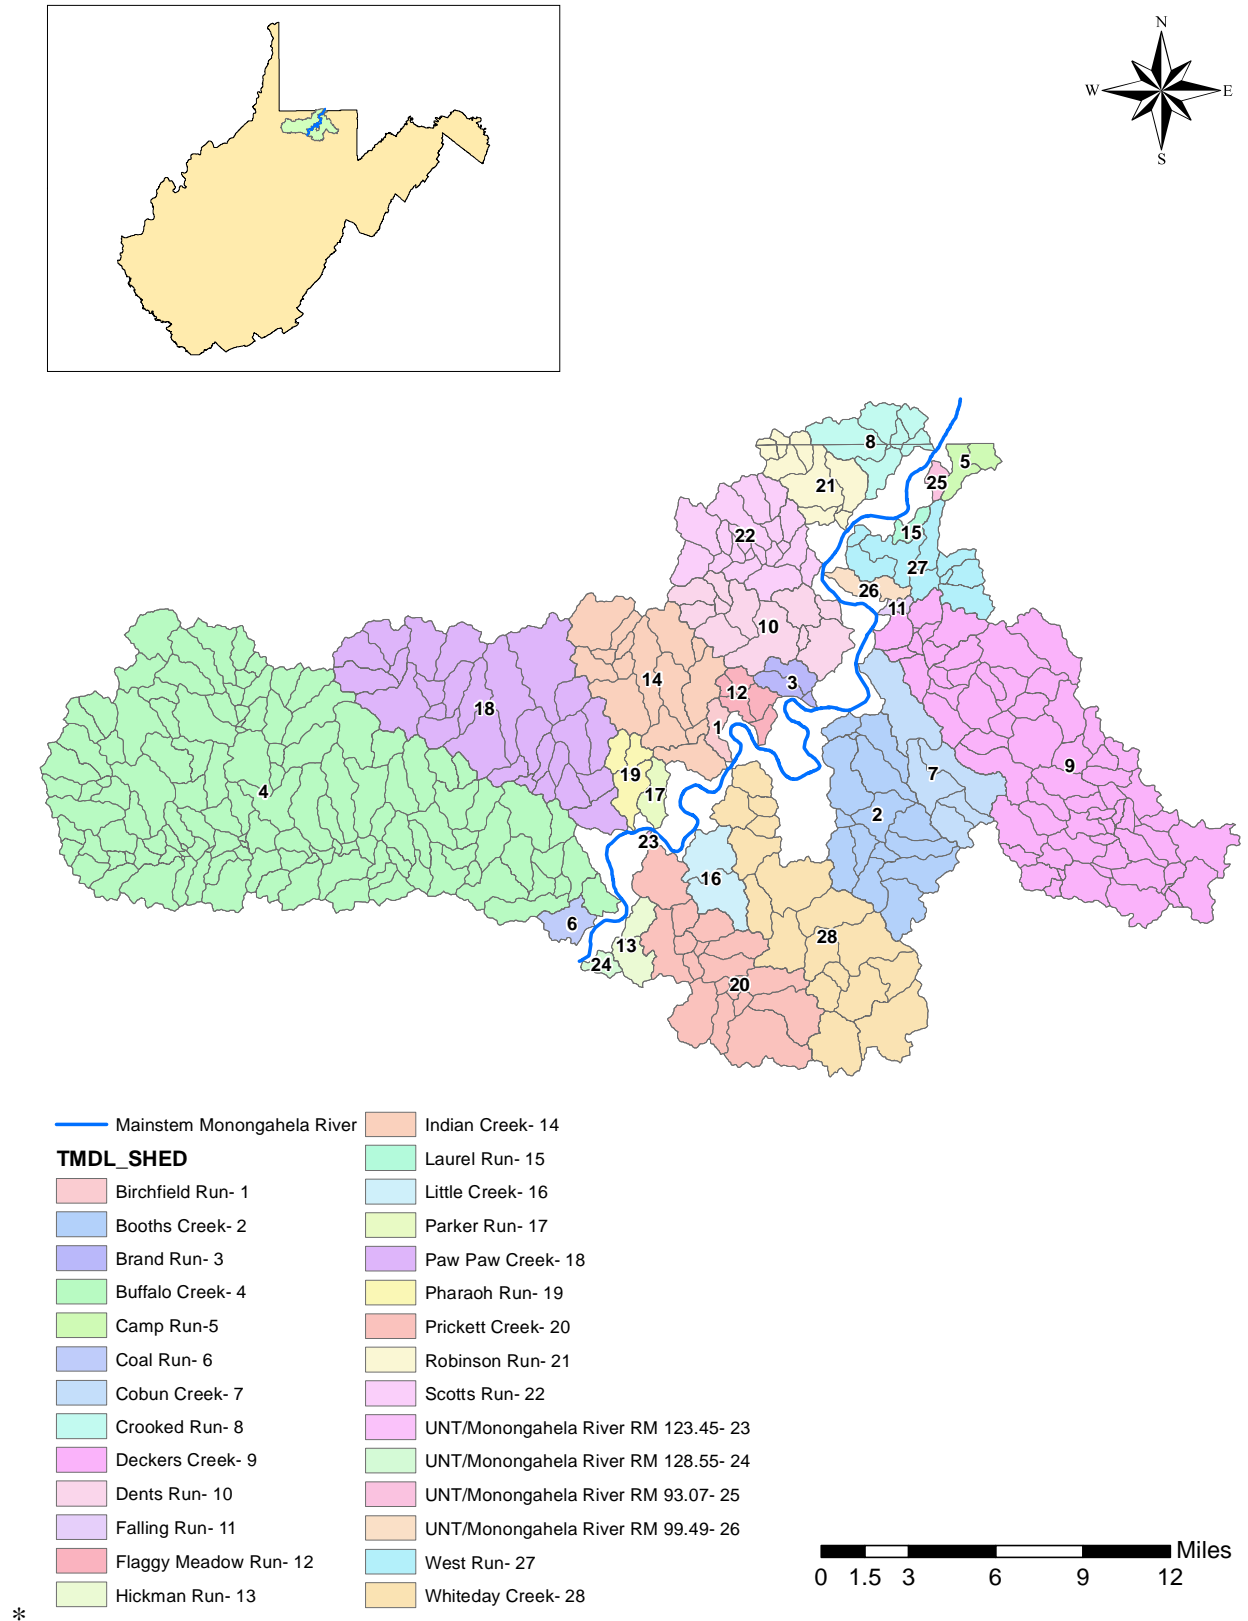 N
W E
S
8
5
25
21
15
22
27
26
11
10
14
12
3
1
18
9
19
7
17
4
2
23
16
6
28
13
24
20
Mainstem Monongahela River
TMDL_SHED
Birchfield Run- 1
Booths Creek- 2
Brand Run- 3
Buffalo Creek- 4
Camp Run-5
Coal Run- 6
Cobun Creek- 7
Crooked Run- 8
Deckers Creek- 9
Dents Run- 10
Falling Run- 11
Flaggy Meadow Run- 12
Hickman Run- 13
Indian Creek- 14
Laurel Run- 15
Little Creek- 16
Parker Run- 17
Paw Paw Creek- 18
Pharaoh Run- 19
Prickett Creek- 20
Robinson Run- 21
Scotts Run- 22
UNT/Monongahela River RM 123.45- 23
UNT/Monongahela River RM 128.55- 24
UNT/Monongahela River RM 93.07- 25
UNT/Monongahela River RM 99.49- 26
West Run- 27
Whiteday Creek- 28
Miles
0 1.5 3 6 9 12
*